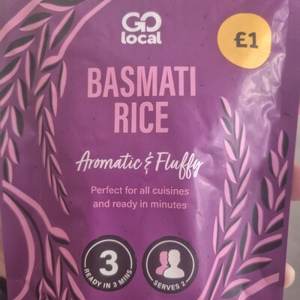 GO
local
£1
BASMATI
RICE
Aromatic & Fluffy
Perfect for all cuisines
and ready in minutes
3
READY IN 3 MINS
SERVES 2